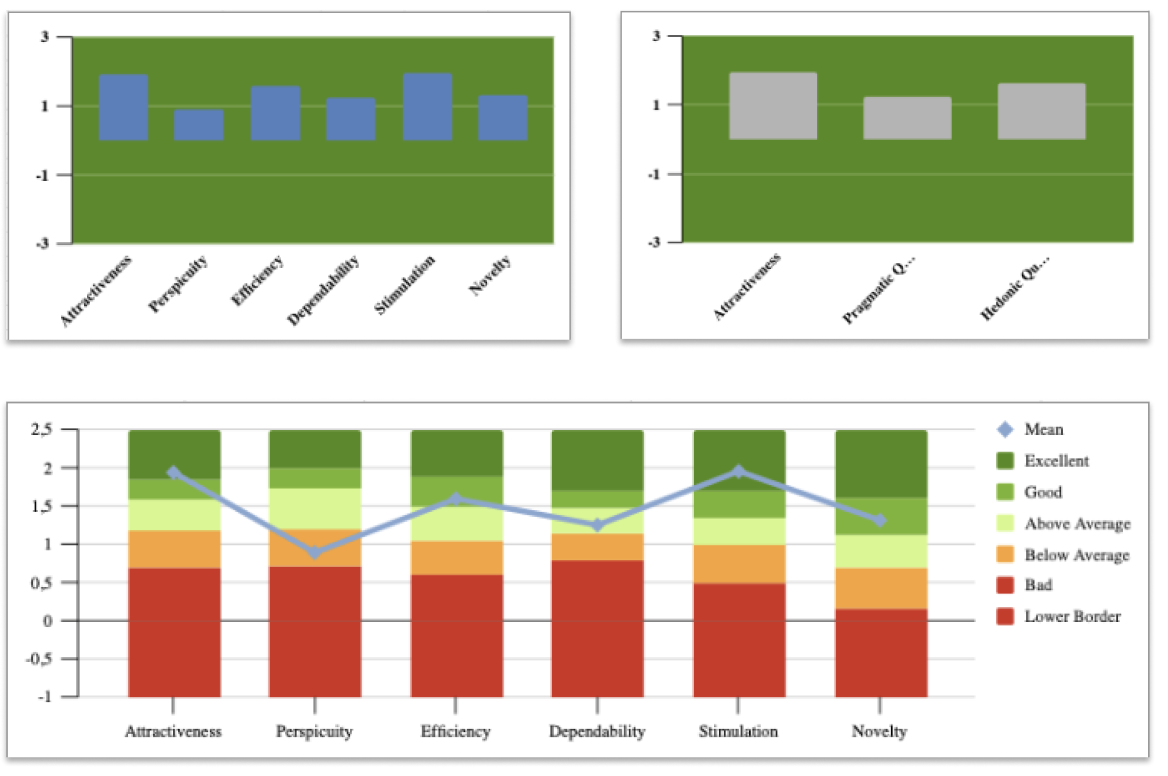 3
1
-1
-3
Attractiveness
Perspicuity
Efficiency
Dependability
Stimulation
Novelty
3
1
-1
-3
Attractiveness
Pragmatic Q...
Hedonic Qu...
2,5
2
1,5
1
0,5
0
-0,5
-1
Attractiveness Perspicuity Efficiency Dependability Stimulation Novelty
Mean
Excellent
Good
Above Average
Below Average
Bad
Lower Border